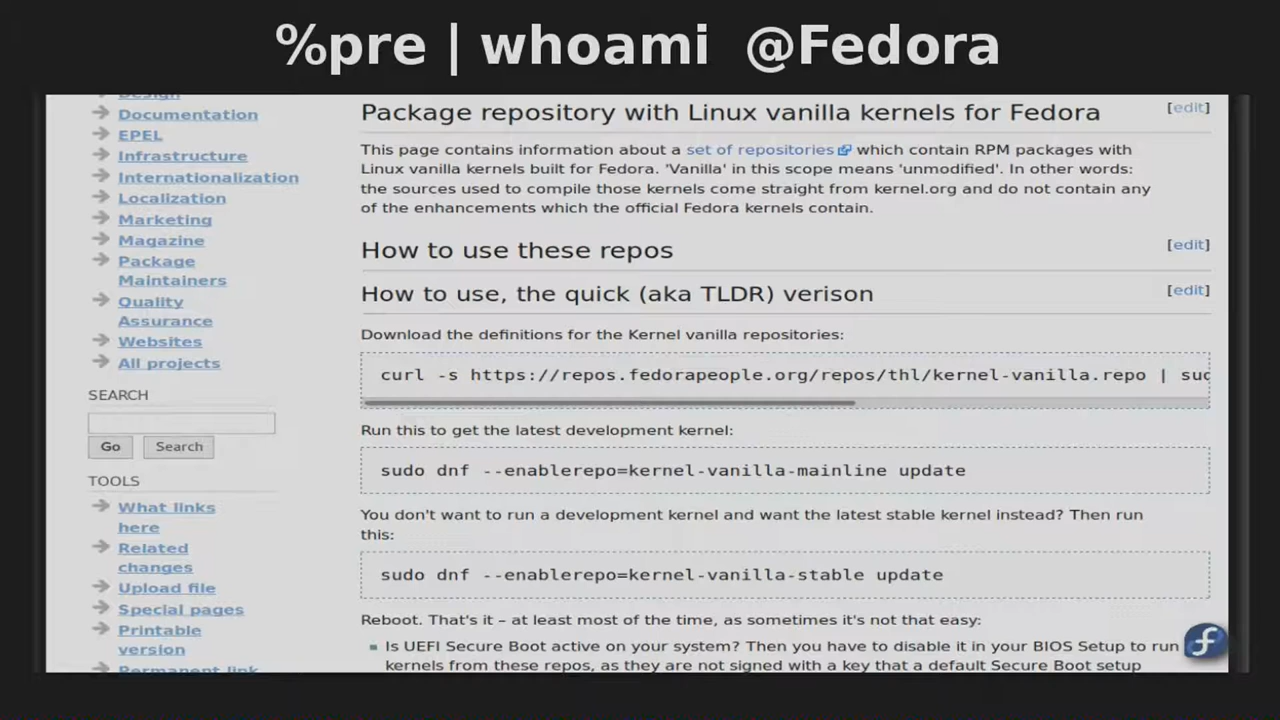 %pre | whoami @Fedora
Design
Documentation
EPEL
Infrastructure
Internationalization
Localization
Marketing
Magazine
Package
Maintainers
Quality
Assurance
Websites
All projects
SEARCH
Go Search
TOOLS
What links
here
Related
changes
Upload file
Special pages
Printable
version
Permanent link
Package repository with Linux vanilla kernels for Fedora [edit]
This page contains information about a set of repositories which contain RPM packages with
Linux vanilla kernels built for Fedora. 'Vanilla' in this scope means 'unmodified'. In other words:
the sources used to compile those kernels come straight from kernel.org and do not contain any
of the enhancements which the official Fedora kernels contain.
How to use these repos [edit]
How to use, the quick (aka TLDR) verison [edit]
Download the definitions for the Kernel vanilla repositories:
curl -s https://repos.fedorapeople.org/repos/thl/kernel-vanilla.repo | sud
Run this to get the latest development kernel:
sudo dnf --enablerepo=kernel-vanilla-mainline update
You don't want to run a development kernel and want the latest stable kernel instead? Then run
this:
sudo dnf --enablerepo=kernel-vanilla-stable update
Reboot. That's it – at least most of the time, as sometimes it's not that easy:
Is UEFI Secure Boot active on your system? Then you have to disable it in your BIOS Setup to run
kernels from these repos, as they are not signed with a key that a default Secure Boot setup